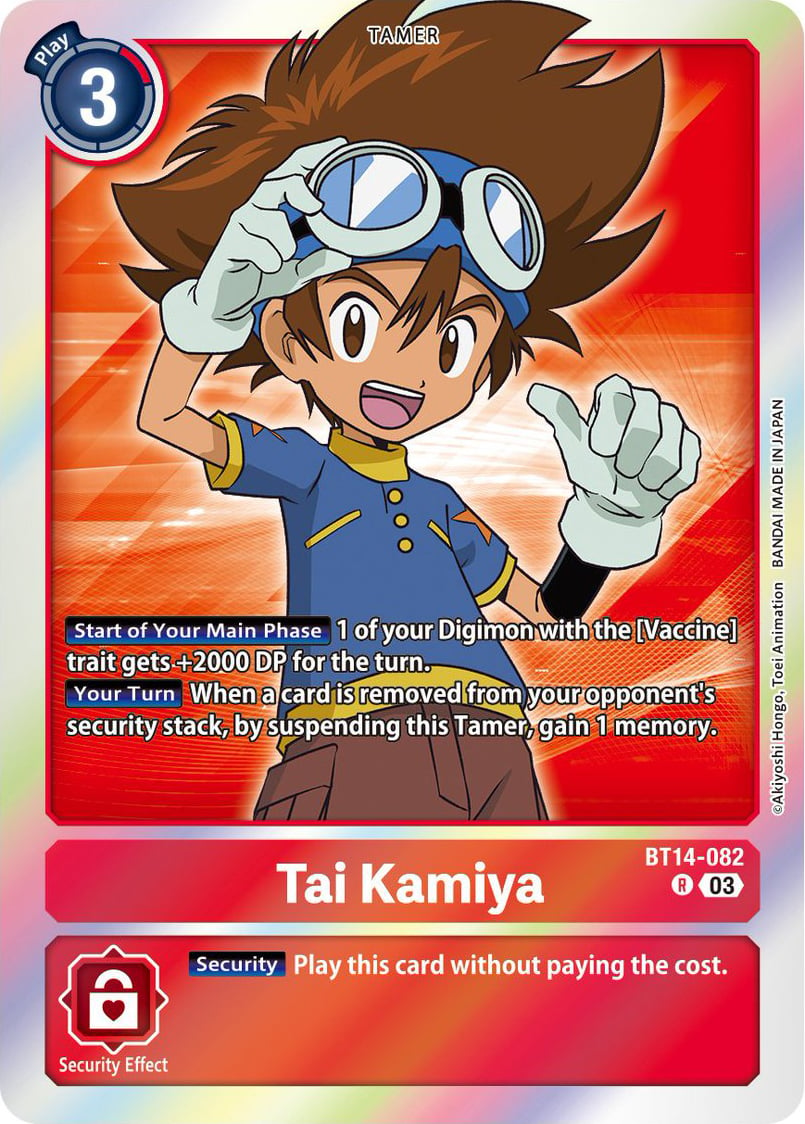 TAMER
Play
3
Start of Your Main Phase 1 of your Digimon with the [Vaccine]
trait gets +2000 DP for the turn.
Your Turn When a card is removed from your opponent's
security stack, by suspending this Tamer, gain 1 memory.
©Akiyoshi Hongo, Toei Animation BANDAI MADE IN JAPAN
BT14-082
Tai Kamiya
R 03
Security Play this card without paying the cost.
Security Effect